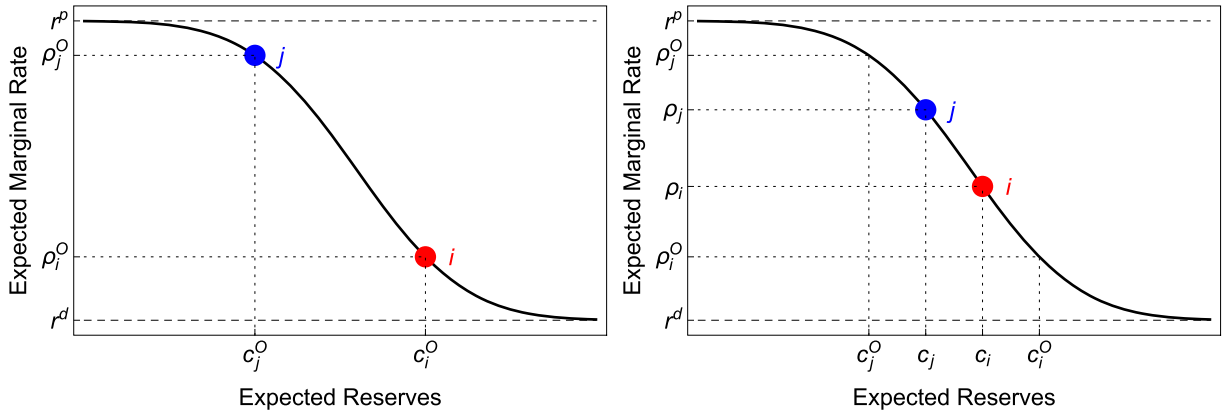 Expected Marginal Rate
r^p
ρ_j^O
ρ_i^O
r^d
j
i
c_j^O c_i^O
Expected Reserves
Expected Marginal Rate
r^p
ρ_j^O
ρ_j
ρ_i
ρ_i^O
r^d
j
i
c_j^O c_j c_i c_i^O
Expected Reserves